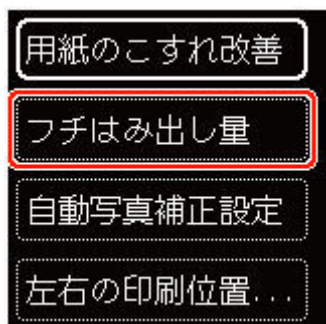 用紙のこすれ改善
フチはみ出し量
自動写真補正設定
左右の印刷位置...